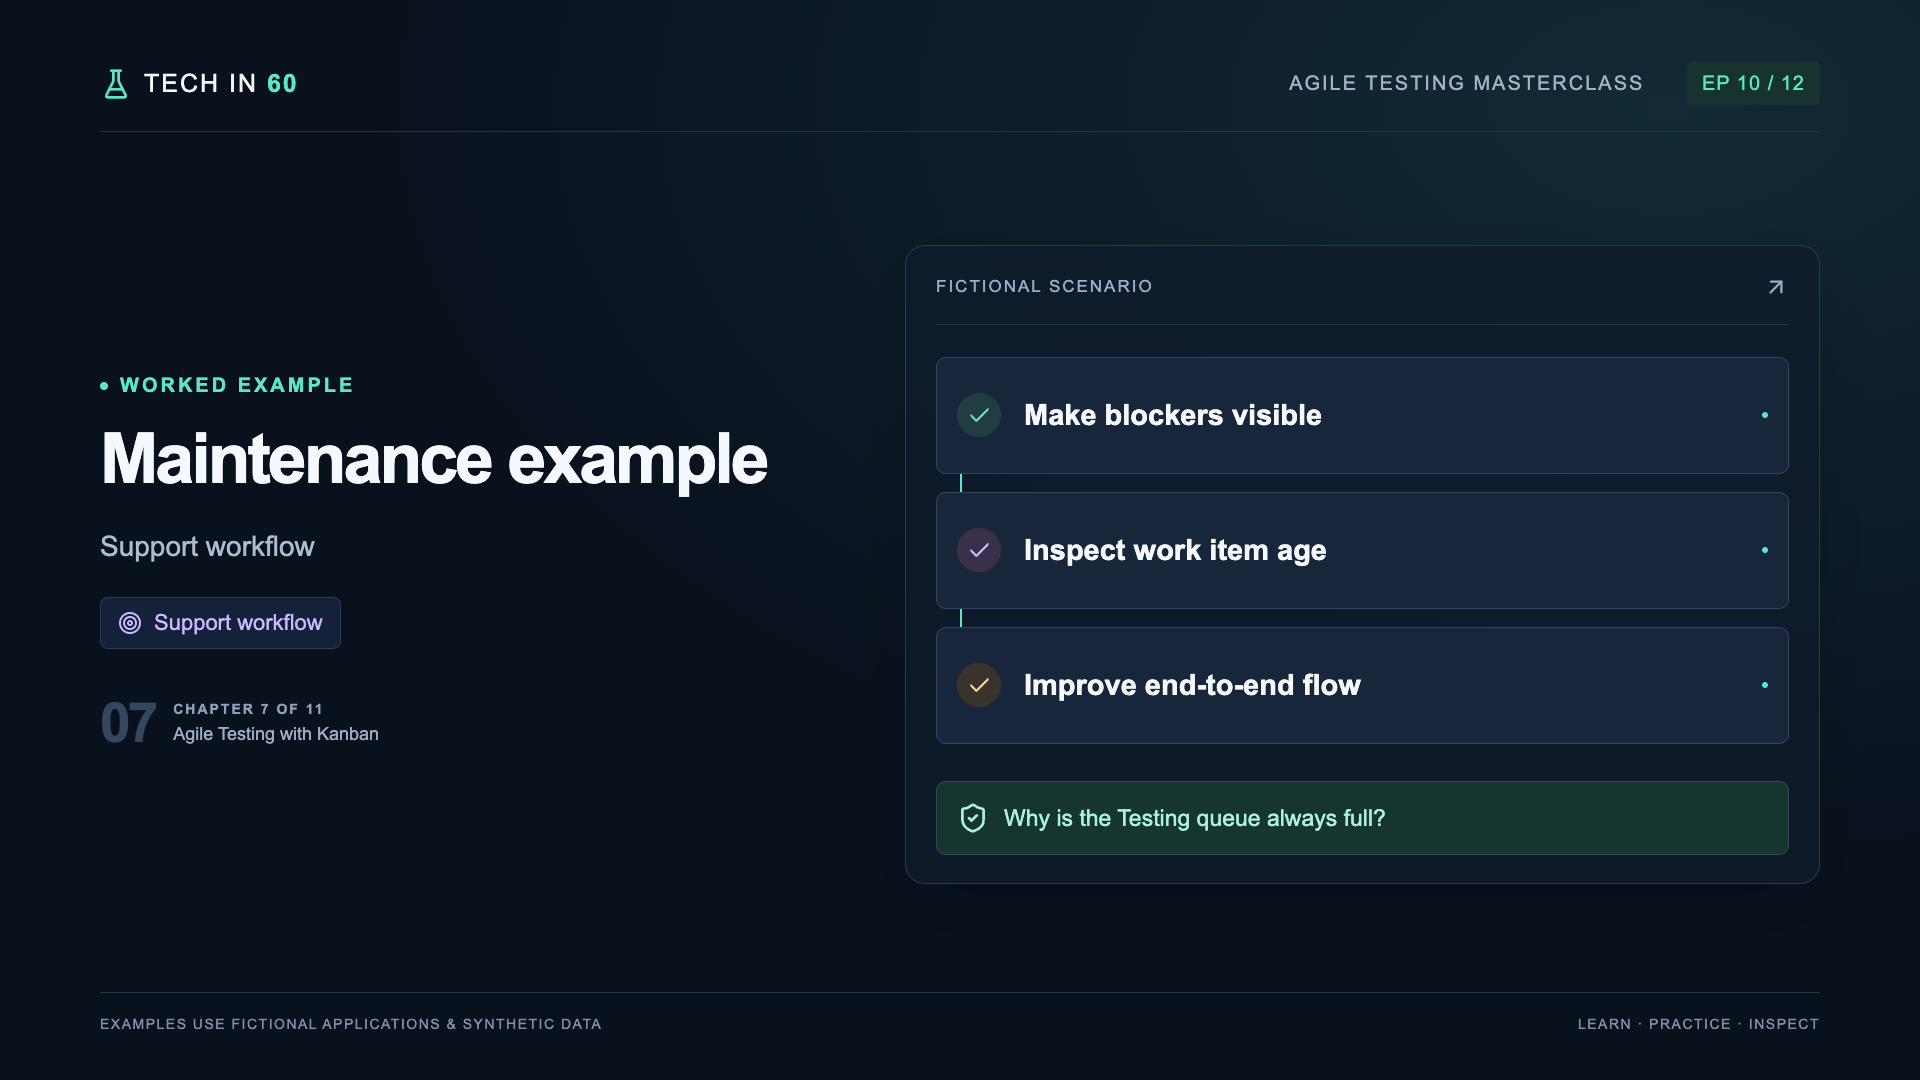 TECH IN 60
AGILE TESTING MASTERCLASS
EP 10 / 12
WORKED EXAMPLE
Maintenance example
Support workflow
Support workflow
07
CHAPTER 7 OF 11
Agile Testing with Kanban
FICTIONAL SCENARIO
Make blockers visible
Inspect work item age
Improve end-to-end flow
Why is the Testing queue always full?
EXAMPLES USE FICTIONAL APPLICATIONS & SYNTHETIC DATA
LEARN · PRACTICE · INSPECT